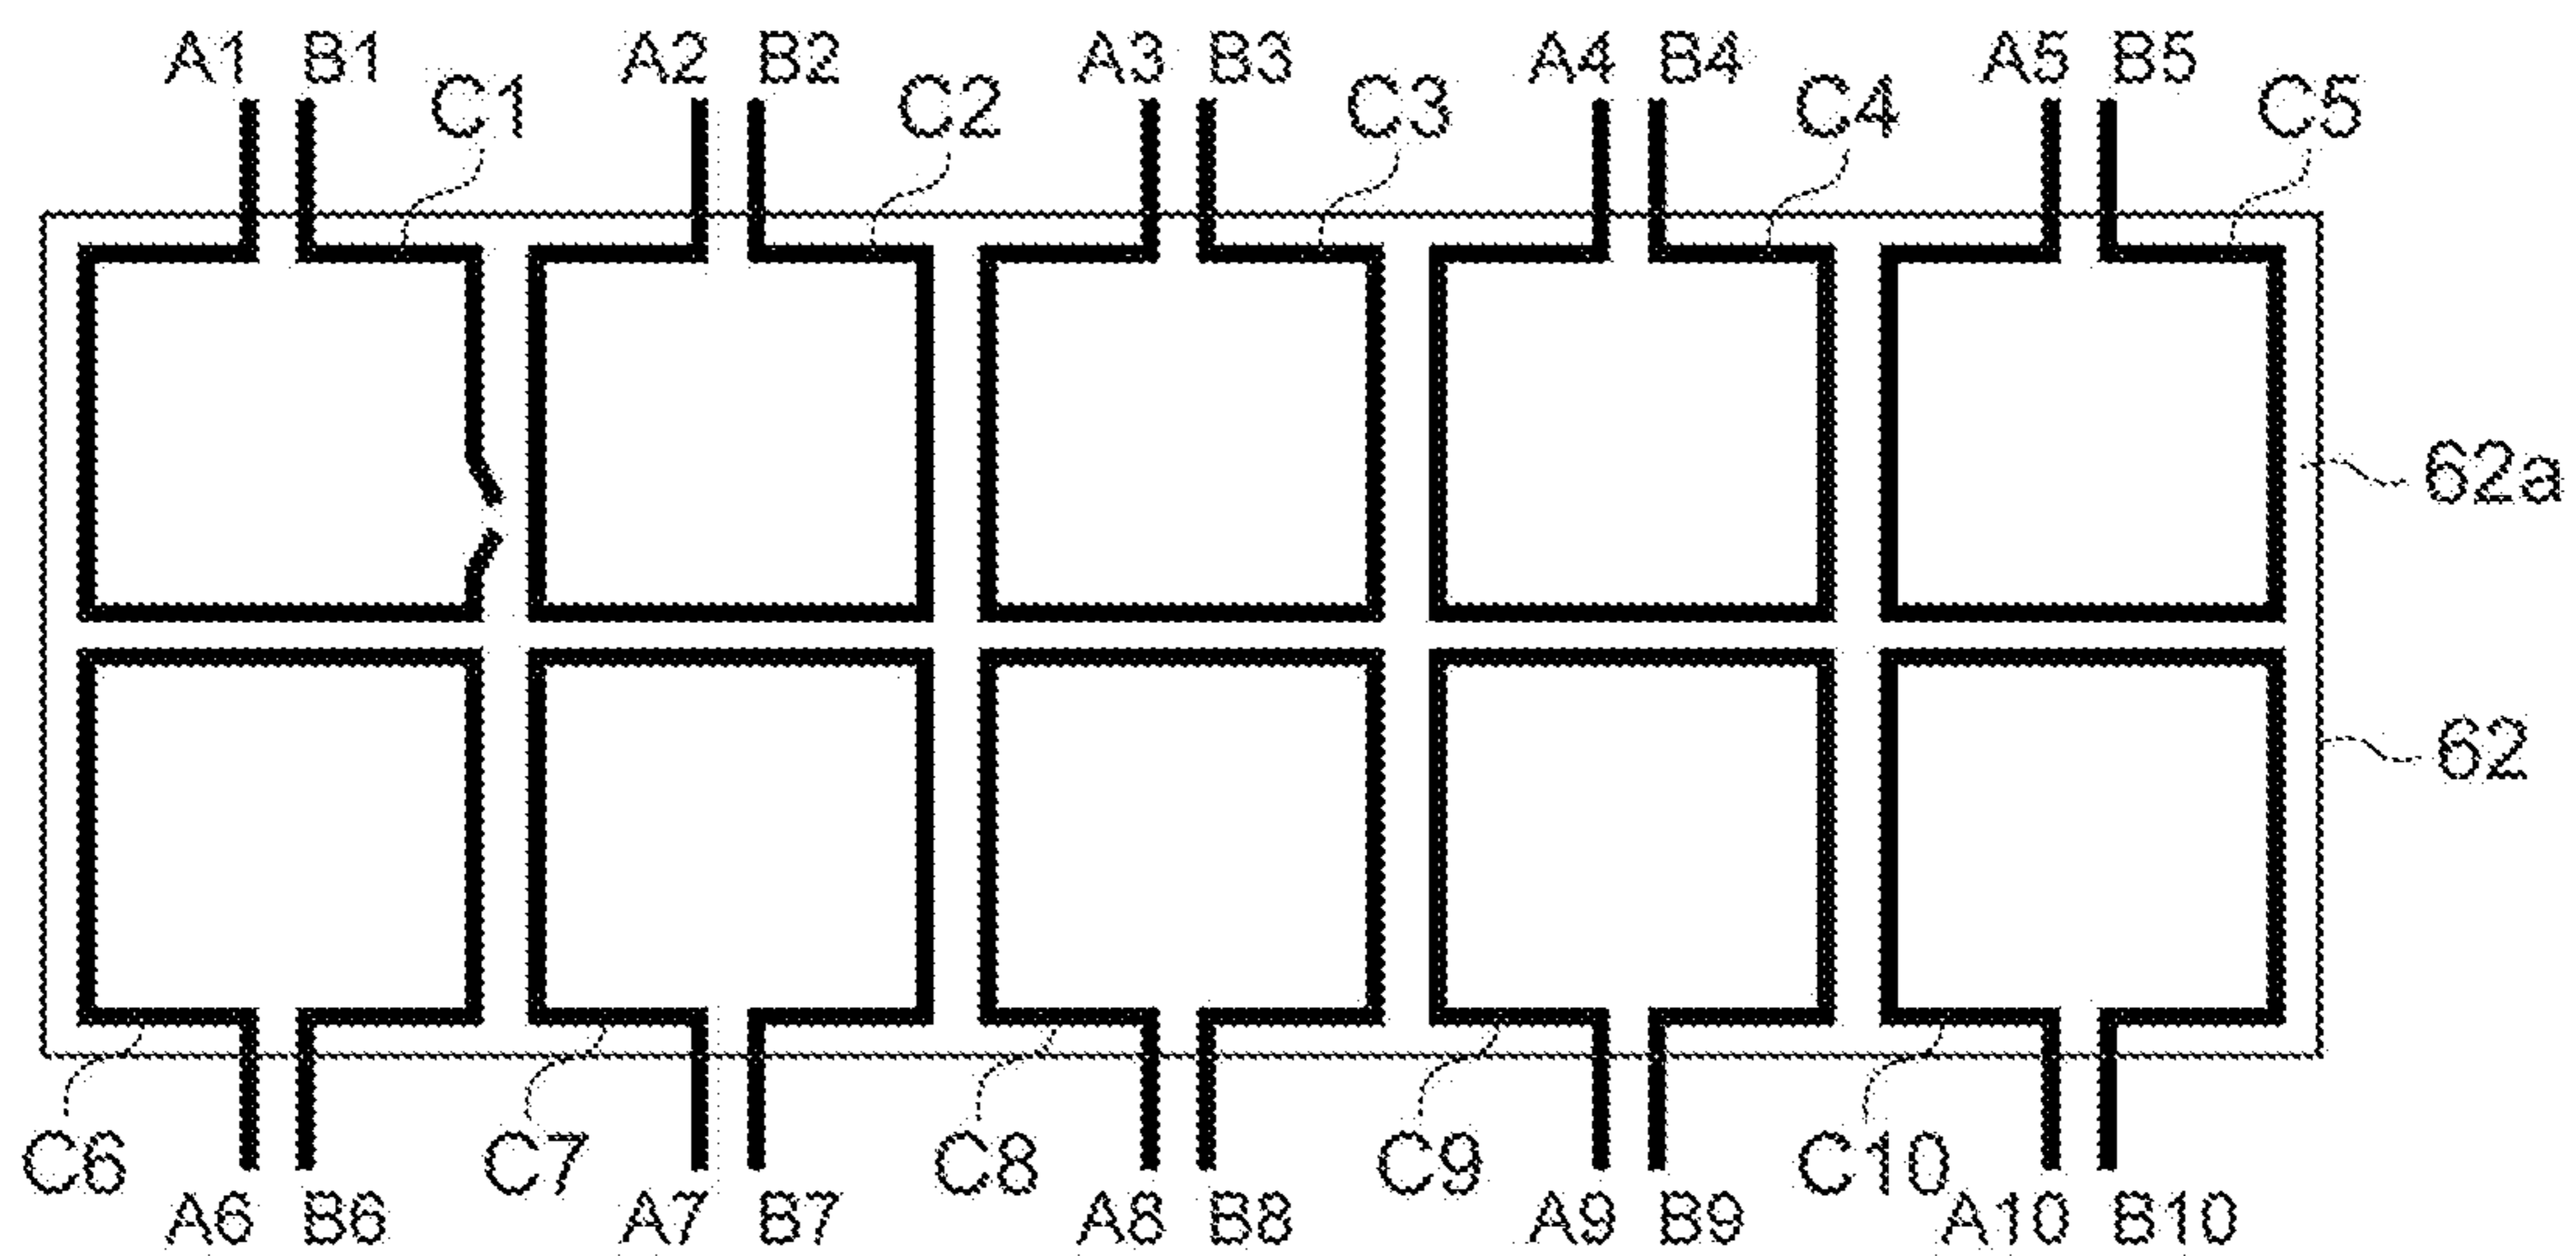 A1 B1 A2 B2 A3 B3 A4 B4 A5 B5
C1 C2 C3 C4 C5
62a
62
C6 C7 C8 C9 C10
A6 B6 A7 B7 A8 B8 A9 B9 A10 B10